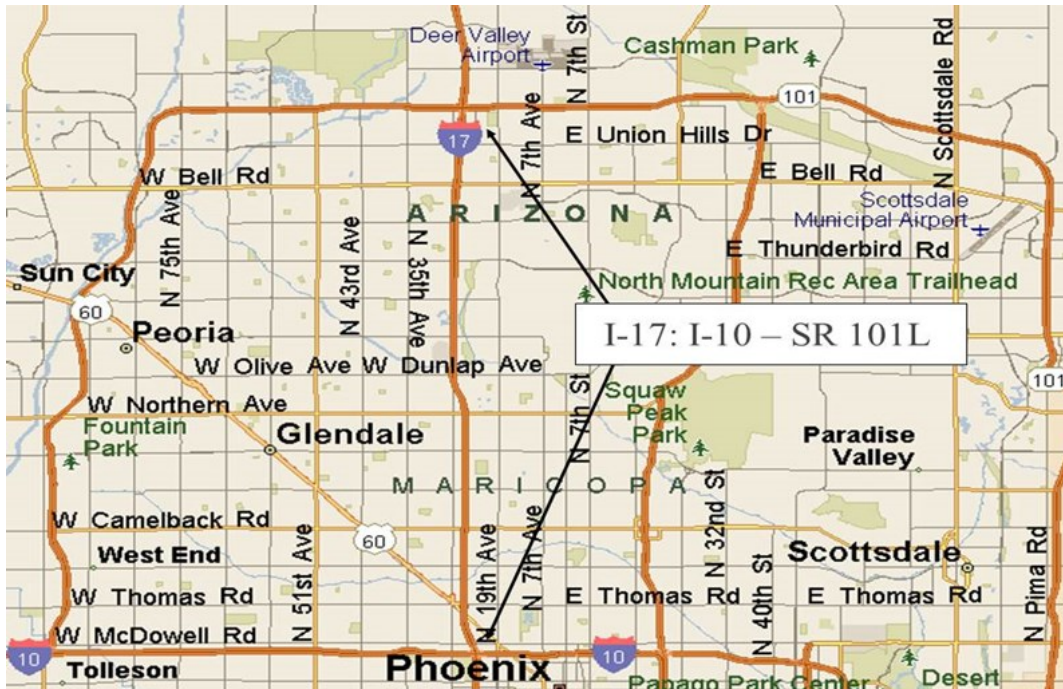 Deer Valley
Airport
N 7th St
Cashman Park
N Scottsdale Rd
101
17
N 7th Ave
E Union Hills Dr
W Bell Rd
E Bell Rd
Scottsdale
Municipal Airport
ARIZONA
N 75th Ave
N 43rd Ave
N 35th Ave
E Thunderbird Rd
Sun City
North Mountain Rec Area Trailhead
60
Peoria
I-17: I-10 – SR 101L
W Olive Ave
W Dunlap Ave
101
W Northern Ave
N 7th St
Squaw
Peak
Park
Fountain
Park
Glendale
Paradise
Valley
MARICOPA
W Camelback Rd
60
N 19th Ave
N 7th Ave
N 32nd St
West End
Scottsdale
N 51st Ave
W Thomas Rd
E Thomas Rd
N 40th St
E Thomas Rd
N Pima Rd
W McDowell Rd
10
10
Tolleson
Phoenix
Papago Park Center
Desert